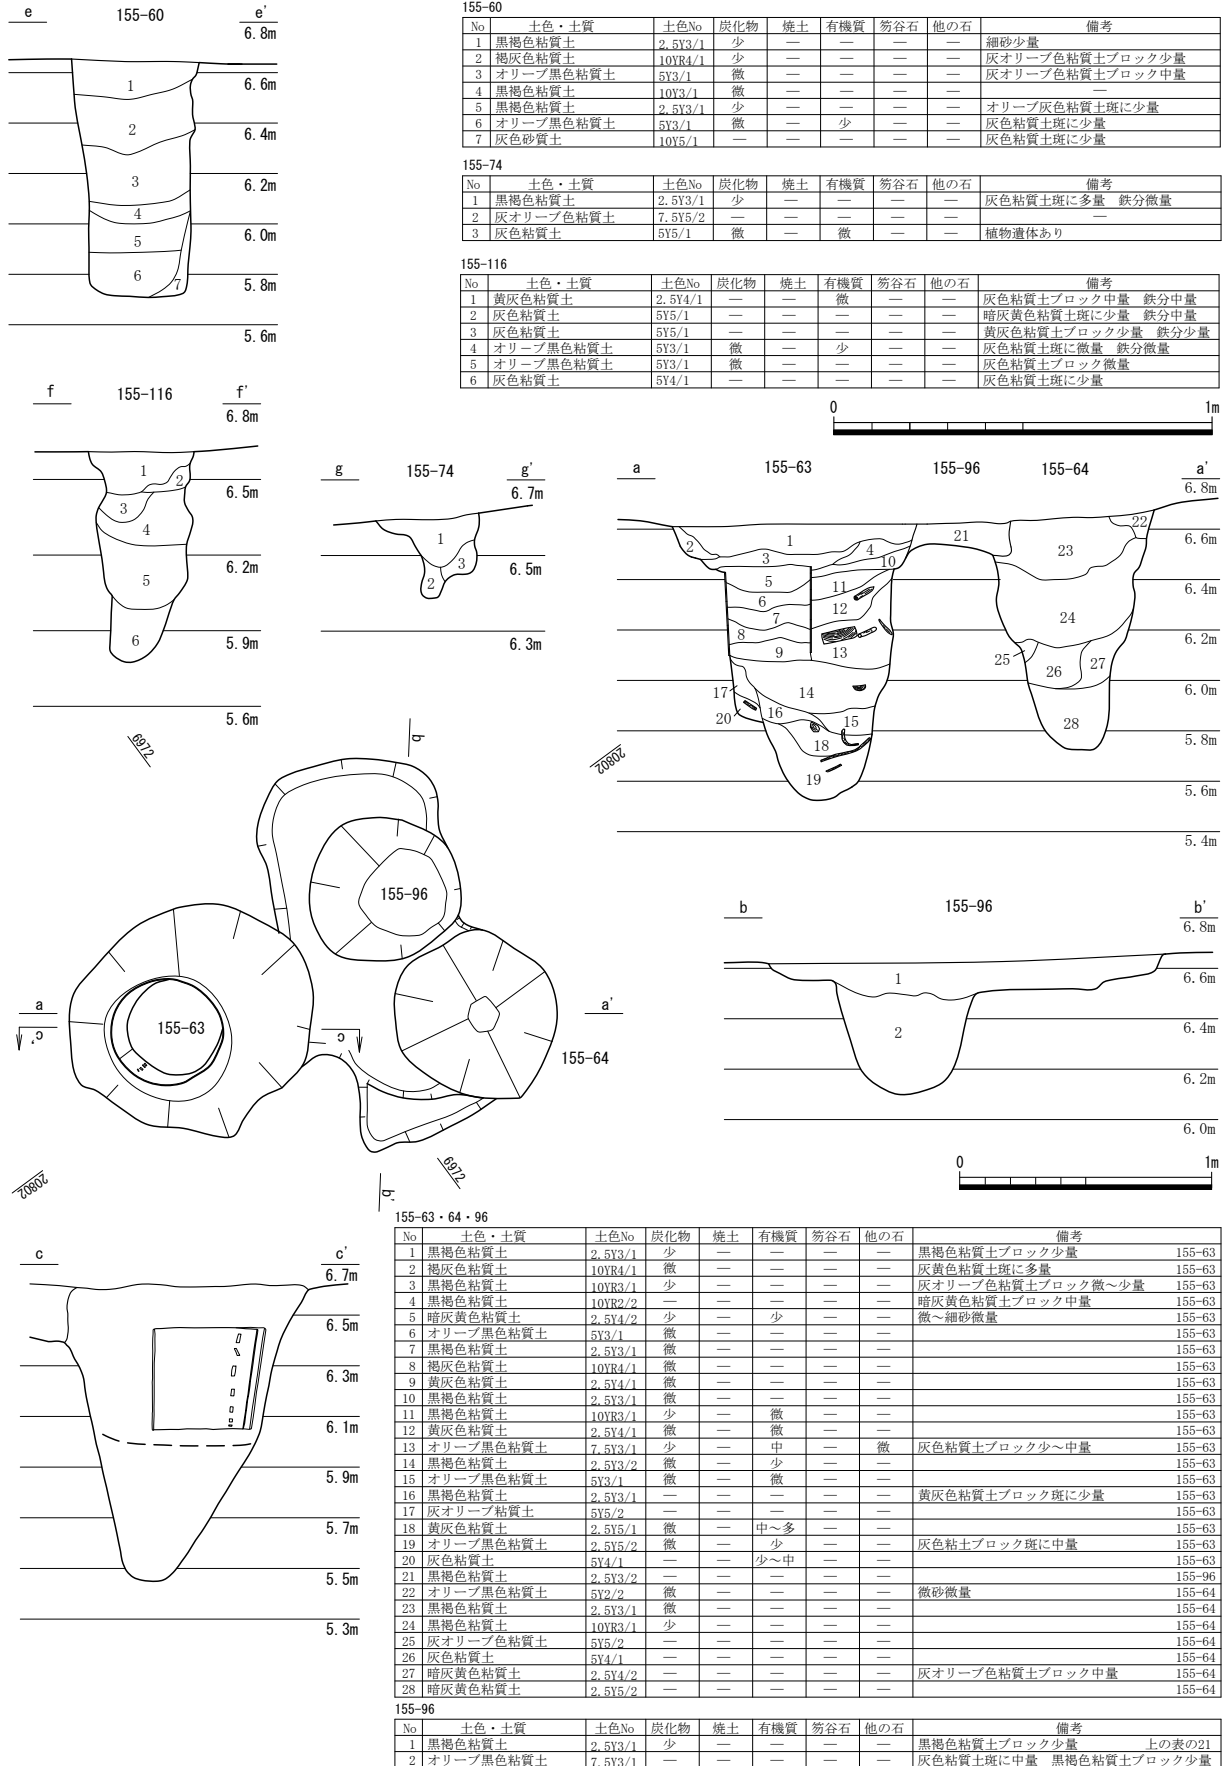 e 155-60 e'
6.8m
6.6m
6.4m
6.2m
6.0m
5.8m
5.6m
1
2
3
4
5
6
7
155-60
No 土色・土質 土色No 炭化物 焼土 有機質 笏谷石 他の石 備考
1 黒褐色粘質土 2.5Y3/1 少 — — — — 細砂少量
2 褐灰色粘質土 10YR4/1 少 — — — — 灰オリーブ色粘質土ブロック少量
3 オリーブ黒色粘質土 5Y3/1 微 — — — — 灰オリーブ色粘質土ブロック中量
4 黒褐色粘質土 10Y3/1 微 — — — — —
5 黒褐色粘質土 2.5Y3/1 少 — — — — オリーブ灰色粘質土斑に少量
6 オリーブ黒色粘質土 5Y3/1 微 — 少 — — 灰色粘質土斑に少量
7 灰色砂質土 10Y5/1 — — — — — 灰色粘質土斑に少量
155-74
No 土色・土質 土色No 炭化物 焼土 有機質 笏谷石 他の石 備考
1 黒褐色粘質土 2.5Y3/1 少 — — — — 灰色粘質土斑に多量 鉄分微量
2 灰オリーブ色粘質土 7.5Y5/2 — — — — — —
3 灰色粘質土 5Y5/1 微 — 微 — — 植物遺体あり
155-116
No 土色・土質 土色No 炭化物 焼土 有機質 笏谷石 他の石 備考
1 黄灰色粘質土 2.5Y4/1 — — 微 — — 灰色粘質土ブロック中量 鉄分中量
2 灰色粘質土 5Y5/1 — — — — — 暗灰黄色粘質土斑に少量 鉄分中量
3 灰色粘質土 5Y5/1 — — — — — 黄灰色粘質土ブロック少量 鉄分少量
4 オリーブ黒色粘質土 5Y3/1 微 — 少 — — 灰色粘質土斑に微量 鉄分微量
5 オリーブ黒色粘質土 5Y3/1 微 — — — — 灰色粘質土ブロック微量
6 灰色粘質土 5Y4/1 — — — — — 灰色粘質土斑に少量
0 1m
f 155-116 f'
6.8m
6.5m
6.2m
5.9m
5.6m
1
2
3
4
5
6
g 155-74 g'
6.7m
6.5m
6.3m
1
2
3
a 155-63 155-96 155-64 a'
6.8m
6.6m
6.4m
6.2m
6.0m
5.8m
5.6m
5.4m
1
2
3
4
5
6
7
8
9
10
11
12
13
14
15
16
17
18
19
20
21
22
23
24
25
26
27
28
6972
20802
b
155-96
155-63
155-64
a
a'
c
c'
6972
20802
b'
b 155-96 b'
6.8m
6.6m
6.4m
6.2m
6.0m
1
2
0 1m
c c'
6.7m
6.5m
6.3m
6.1m
5.9m
5.7m
5.5m
5.3m
155-63・64・96
No 土色・土質 土色No 炭化物 焼土 有機質 笏谷石 他の石 備考
1 黒褐色粘質土 2.5Y3/1 少 — — — — 黒褐色粘質土ブロック少量 155-63
2 褐灰色粘質土 10YR4/1 微 — — — — 灰黄色粘質土斑に多量 155-63
3 黒褐色粘質土 10YR3/1 少 — — — — 灰オリーブ色粘質土ブロック微～少量 155-63
4 黒褐色粘質土 10YR2/2 — — — — — 暗灰黄色粘質土ブロック中量 155-63
5 暗灰黄色粘質土 2.5Y4/2 少 — 少 — — 微～細砂微量 155-63
6 オリーブ黒色粘質土 5Y3/1 微 — — — — 155-63
7 黒褐色粘質土 2.5Y3/1 微 — — — — 155-63
8 褐灰色粘質土 10YR4/1 微 — — — — 155-63
9 黄灰色粘質土 2.5Y4/1 微 — — — — 155-63
10 黒褐色粘質土 2.5Y3/1 微 — — — — 155-63
11 黒褐色粘質土 10YR3/1 少 — 微 — — 155-63
12 黄灰色粘質土 2.5Y4/1 微 — 微 — — 155-63
13 オリーブ黒色粘質土 7.5Y3/1 少 — 中 — 微 灰色粘質土ブロック少～中量 155-63
14 黒褐色粘質土 2.5Y3/2 微 — 少 — — 155-63
15 オリーブ黒色粘質土 5Y3/1 微 — 微 — — 155-63
16 黒褐色粘質土 2.5Y3/1 — — — — — 黄灰色粘質土ブロック斑に少量 155-63
17 灰オリーブ粘質土 5Y5/2 — — — — — 155-63
18 黄灰色粘質土 2.5Y5/1 微 — 中～多 — — 155-63
19 オリーブ黒色粘質土 2.5Y5/2 微 — 少 — — 灰色粘土ブロック斑に中量 155-63
20 灰色粘質土 5Y4/1 — — 少～中 — — 155-63
21 黒褐色粘質土 2.5Y3/2 — — — — — 155-96
22 オリーブ黒色粘質土 5Y2/2 微 — — — — 微砂微量 155-64
23 黒褐色粘質土 2.5Y3/1 微 — — — — 155-64
24 黒褐色粘質土 10YR3/1 少 — — — — 155-64
25 灰オリーブ色粘質土 5Y5/2 — — — — — 155-64
26 灰色粘質土 5Y4/1 — — — — — 155-64
27 暗灰黄色粘質土 2.5Y4/2 — — — — — 灰オリーブ色粘質土ブロック中量 155-64
28 暗灰黄色粘質土 2.5Y5/2 — — — — — 155-64
155-96
No 土色・土質 土色No 炭化物 焼土 有機質 笏谷石 他の石 備考
1 黒褐色粘質土 2.5Y3/1 少 — — — — 黒褐色粘質土ブロック少量 上の表の21
2 オリーブ黒色粘質土 7.5Y3/1 — — — — — 灰色粘質土斑に中量 黒褐色粘質土ブロック少量